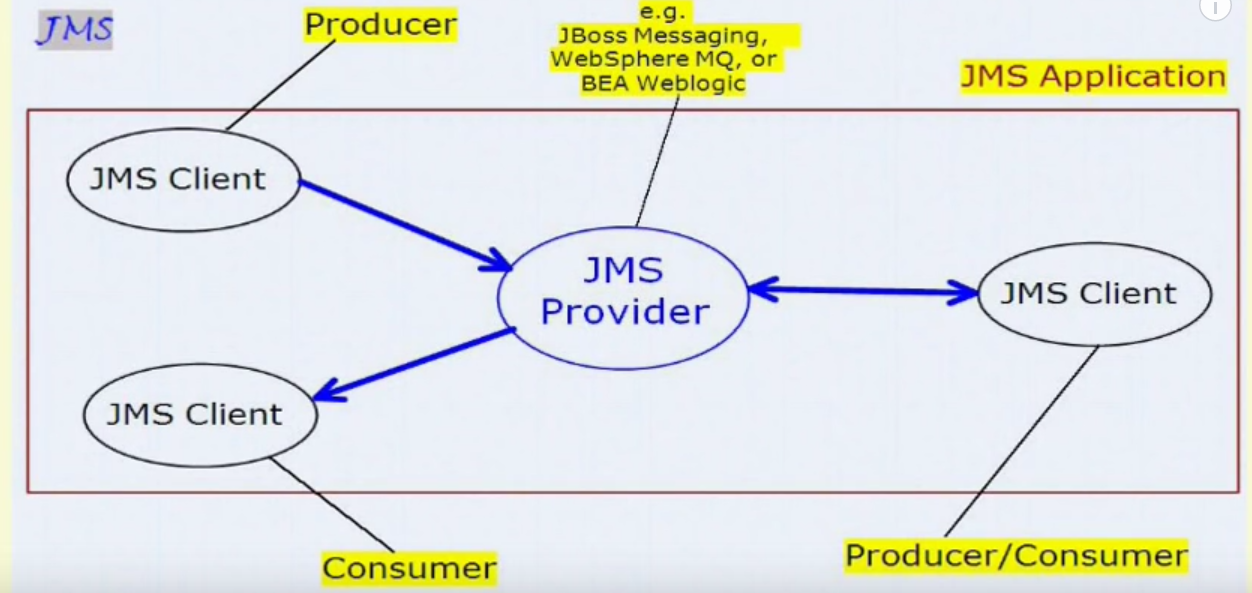 JMS
Producer
e.g.
JBoss Messaging,
WebSphere MQ, or
BEA Weblogic
JMS Application
JMS Client
JMS
Provider
JMS Client
JMS Client
Consumer
Producer/Consumer